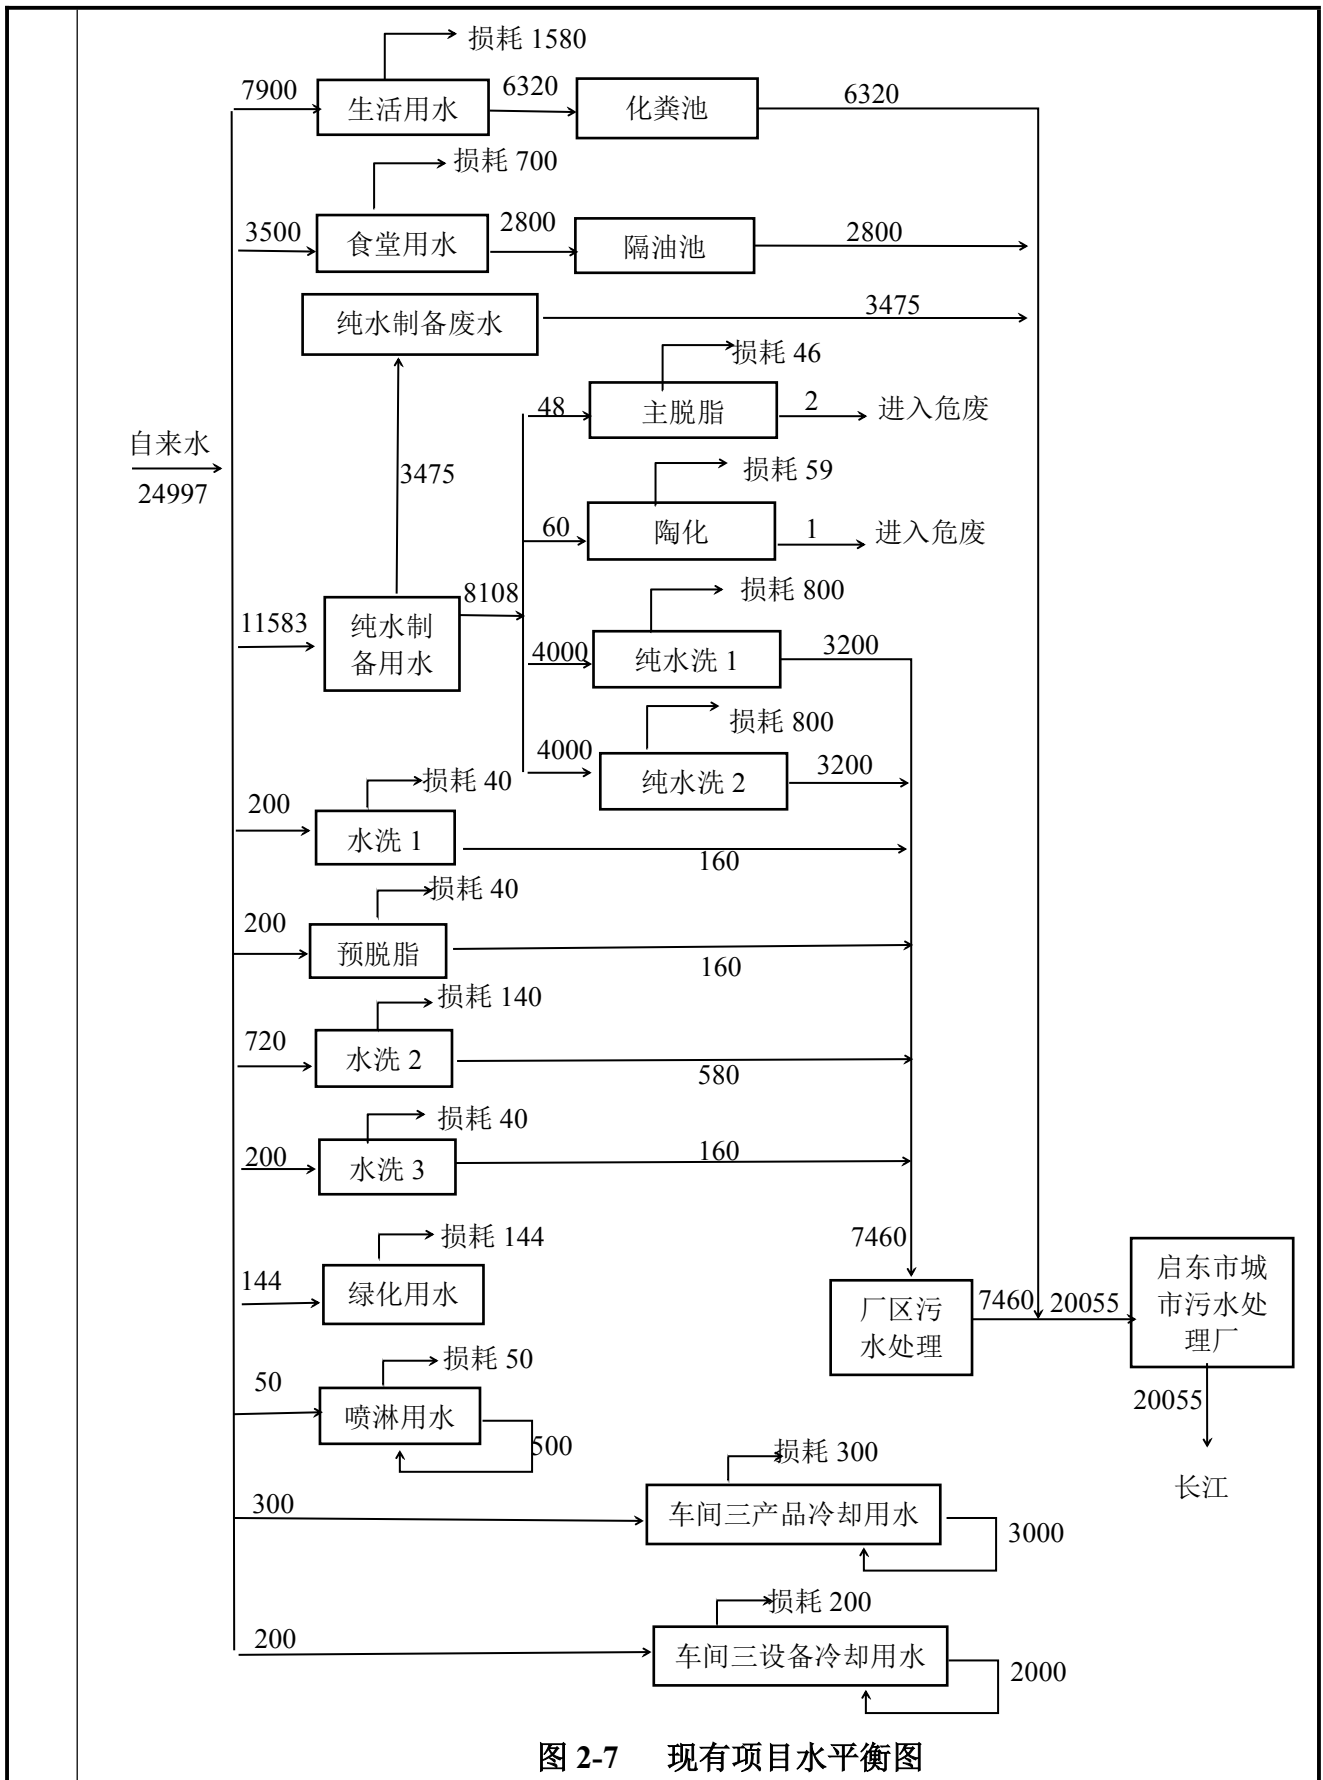 损耗 1580
7900
生活用水
6320
化粪池
6320
损耗 700
3500
食堂用水
2800
隔油池
2800
纯水制备废水
3475
损耗 46
48
主脱脂
2
进入危废
自来水
24997
3475
损耗 59
60
陶化
1
进入危废
11583
纯水制
备用水
8108
损耗 800
4000
纯水洗 1
3200
损耗 800
4000
纯水洗 2
3200
损耗 40
200
水洗 1
160
损耗 40
200
预脱脂
160
损耗 140
720
水洗 2
580
损耗 40
200
水洗 3
160
损耗 144
144
绿化用水
7460
厂区污
水处理
7460
20055
启东市城
市污水处
理厂
20055
长江
损耗 50
50
喷淋用水
500
损耗 300
300
车间三产品冷却用水
3000
损耗 200
200
车间三设备冷却用水
2000
图 2-7 现有项目水平衡图